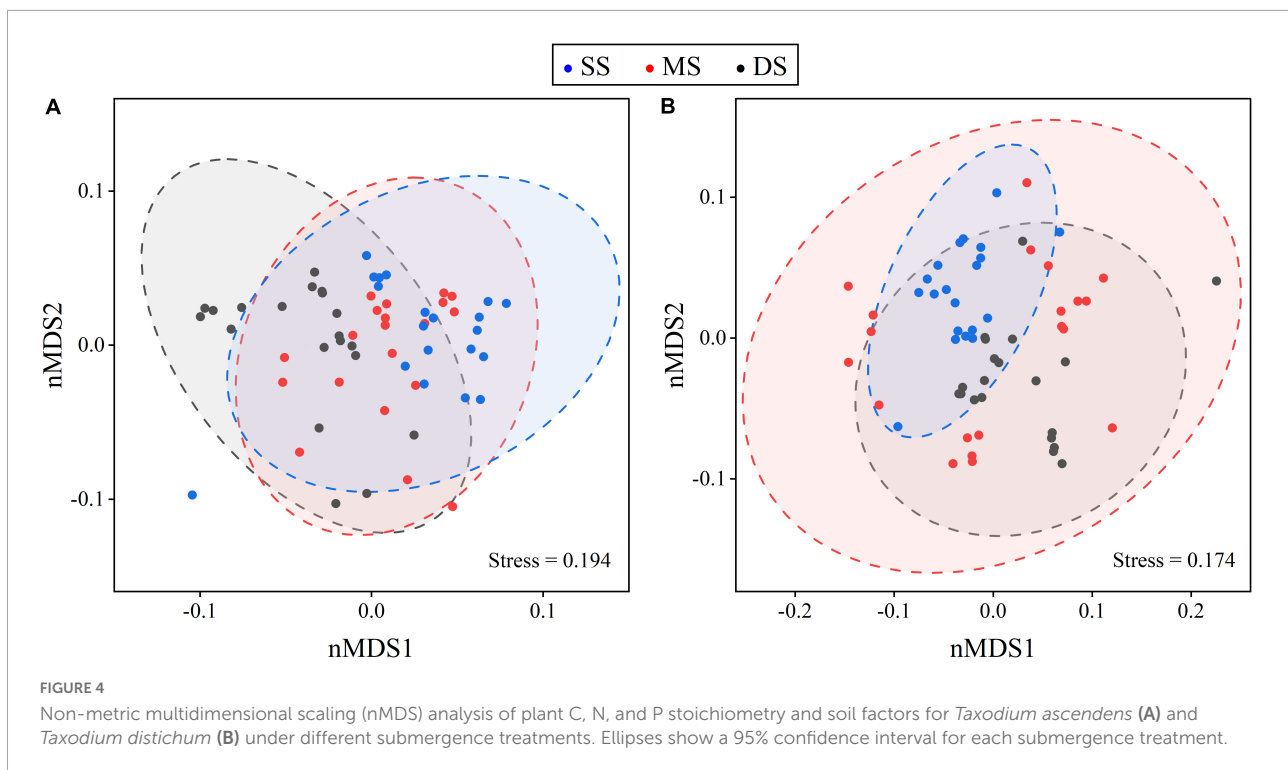 SS MS DS
A
B
0.1
0.0
-0.1
nMDS2
Stress = 0.194
-0.1 0.0 0.1
nMDS1
0.1
0.0
-0.1
nMDS2
Stress = 0.174
-0.2 -0.1 0.0 0.1 0.2
nMDS1
FIGURE 4
Non-metric multidimensional scaling (nMDS) analysis of plant C, N, and P stoichiometry and soil factors for Taxodium ascendens (A) and
Taxodium distichum (B) under different submergence treatments. Ellipses show a 95% confidence interval for each submergence treatment.